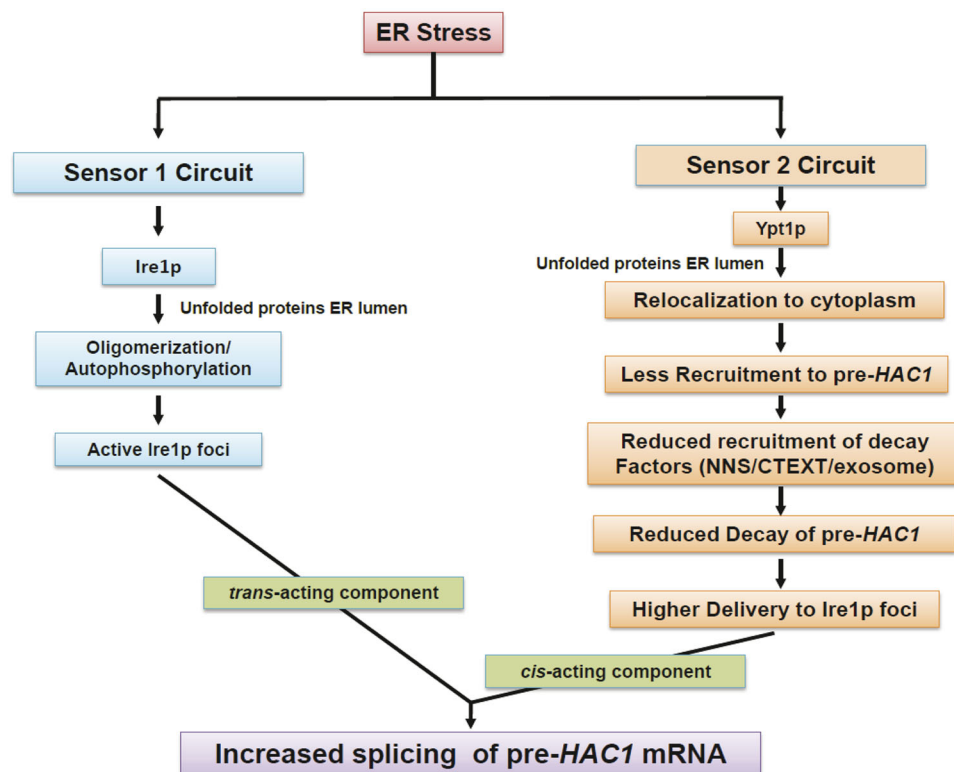 ER Stress
Sensor 1 Circuit
Ire1p
Unfolded proteins ER lumen
Oligomerization/
Autophosphorylation
Active Ire1p foci
trans-acting component
Sensor 2 Circuit
Ypt1p
Unfolded proteins ER lumen
Relocalization to cytoplasm
Less Recruitment to pre-HAC1
Reduced recruitment of decay
Factors (NNS/CTEXT/exosome)
Reduced Decay of pre-HAC1
Higher Delivery to Ire1p foci
cis-acting component
Increased splicing of pre-HAC1 mRNA